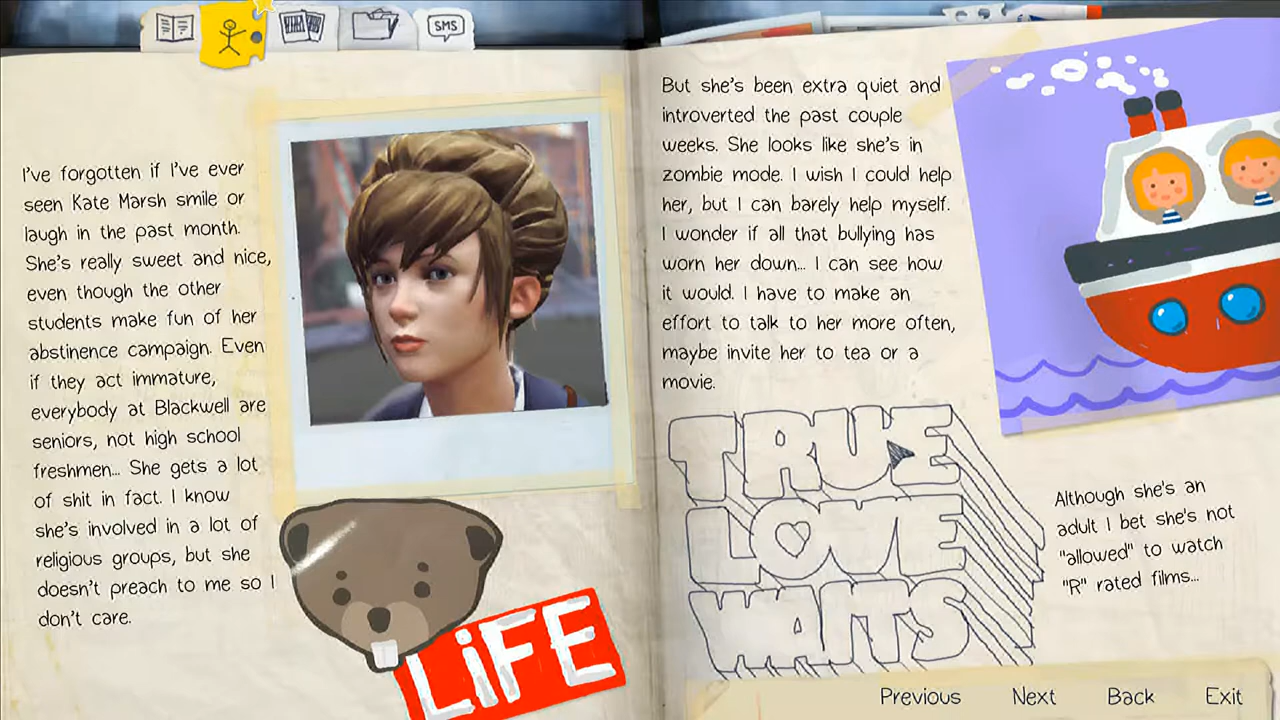 SMS
I've forgotten if I've ever
seen Kate Marsh smile or
laugh in the past month.
She's really sweet and nice,
even though the other
students make fun of her
abstinence campaign. Even
if they act immature,
everybody at Blackwell are
seniors, not high school
freshmen... She gets a lot
of shit in fact. I know
she's involved in a lot of
religious groups, but she
doesn't preach to me so I
don't care.
LiFE
But she's been extra quiet and
introverted the past couple
weeks. She looks like she's in
zombie mode. I wish I could help
her, but I can barely help myself.
I wonder if all that bullying has
worn her down... I can see how
it would. I have to make an
effort to talk to her more often,
maybe invite her to tea or a
movie.
TRUE
LOVE
WAITS
Although she's an
adult I bet she's not
"allowed" to watch
"R" rated films...
Previous Next Back Exit